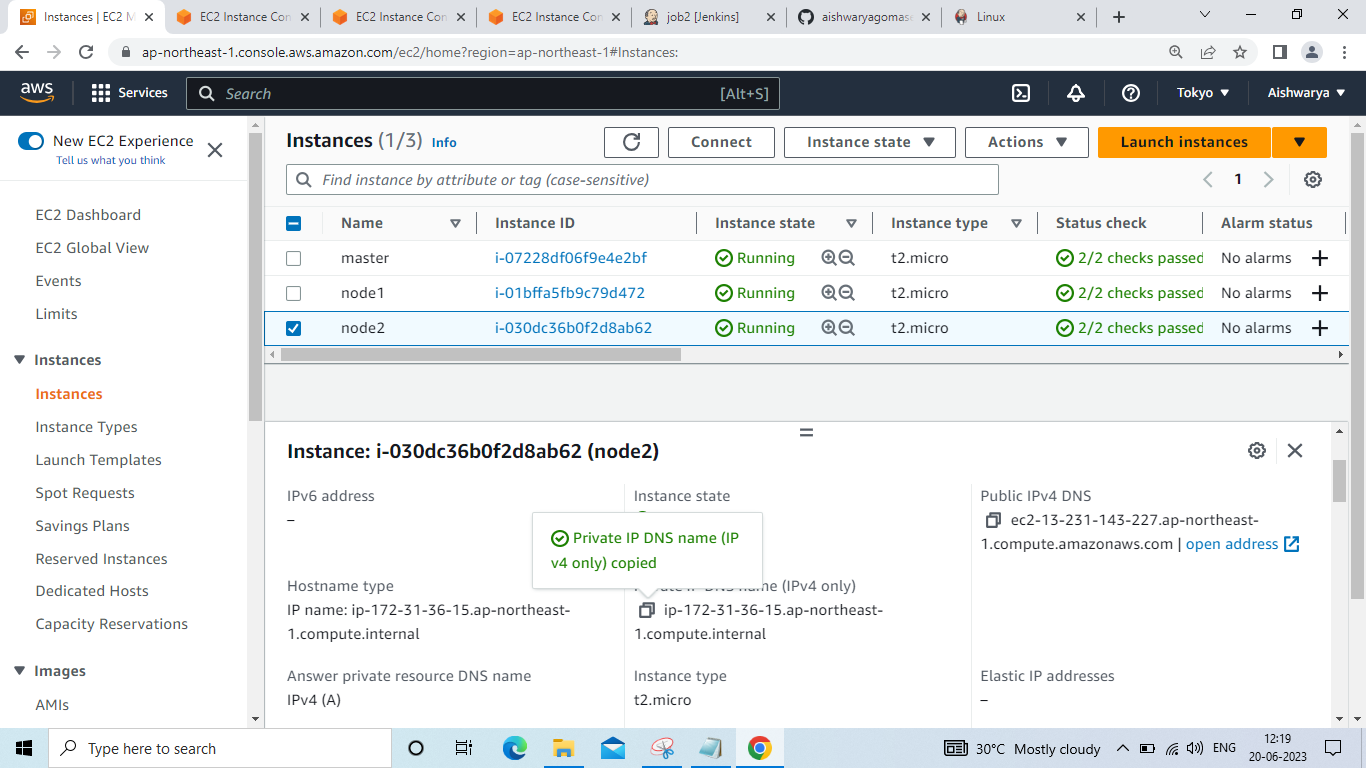 Instances | EC2 M
EC2 Instance Con
EC2 Instance Con
EC2 Instance Con
job2 [Jenkins]
aishwaryagomase
Linux
ap-northeast-1.console.aws.amazon.com/ec2/home?region=ap-northeast-1#Instances:
aws
Services
Search
[Alt+S]
Tokyo
Aishwarya
New EC2 Experience
Tell us what you think
EC2 Dashboard
EC2 Global View
Events
Limits
Instances
Instances
Instance Types
Launch Templates
Spot Requests
Savings Plans
Reserved Instances
Dedicated Hosts
Capacity Reservations
Images
AMIs
Instances (1/3) Info
Connect
Instance state
Actions
Launch instances
Find instance by attribute or tag (case-sensitive)
1
Name Instance ID Instance state Instance type Status check Alarm status
master i-07228df06f9e4e2bf Running t2.micro 2/2 checks passed No alarms +
node1 i-01bffa5fb9c79d472 Running t2.micro 2/2 checks passed No alarms +
node2 i-030dc36b0f2d8ab62 Running t2.micro 2/2 checks passed No alarms +
Instance: i-030dc36b0f2d8ab62 (node2)
IPv6 address
–
Instance state
Public IPv4 DNS
ec2-13-231-143-227.ap-northeast-
1.compute.amazonaws.com | open address
Private IP DNS name (IP
v4 only) copied
Hostname type
IP name: ip-172-31-36-15.ap-northeast-
1.compute.internal
IP DNS name (IPv4 only)
ip-172-31-36-15.ap-northeast-
1.compute.internal
Answer private resource DNS name
IPv4 (A)
Instance type
t2.micro
Elastic IP addresses
–
Type here to search
30°C Mostly cloudy
ENG
12:19
20-06-2023